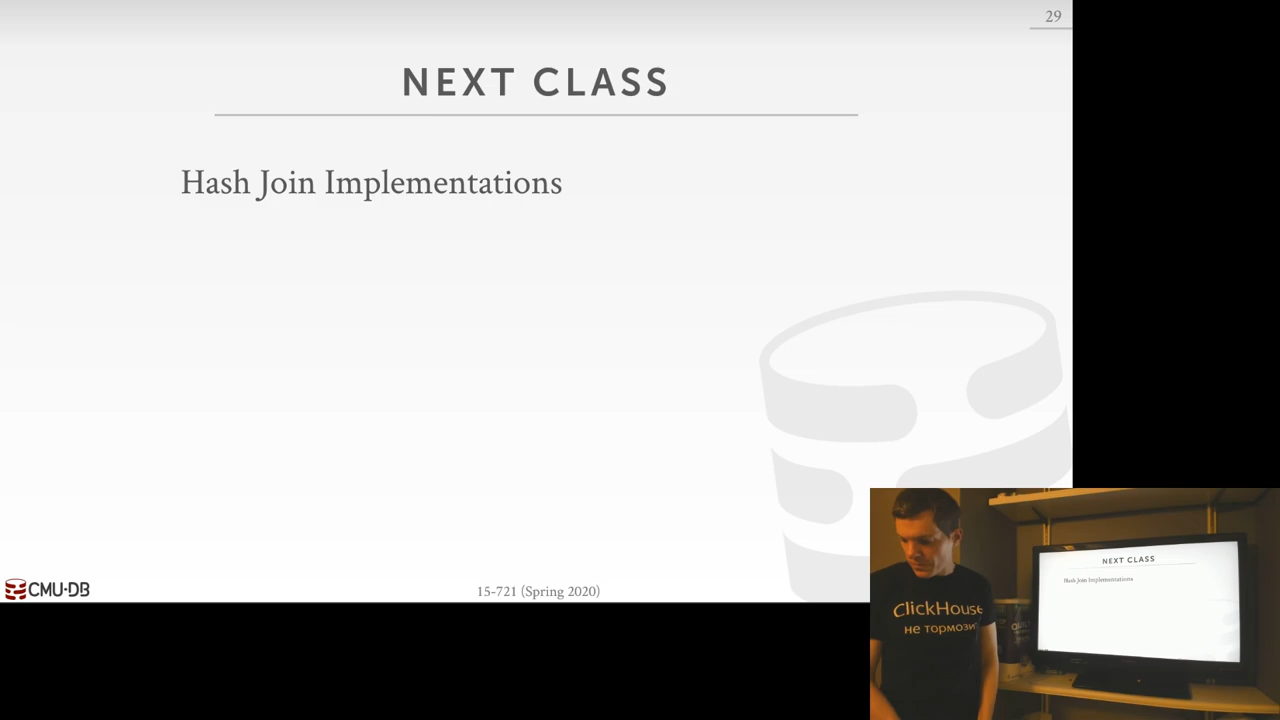 29
NEXT CLASS
Hash Join Implementations
CMU·DB
15-721 (Spring 2020)
NEXT CLASS
Hash Join Implementations
ClickHouse
не тормозит